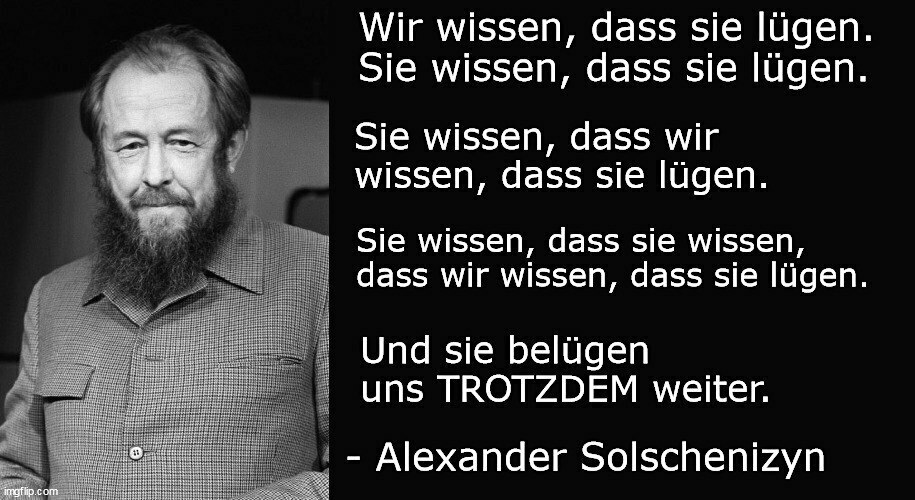 Wir wissen, dass sie lügen.
Sie wissen, dass sie lügen.
Sie wissen, dass wir
wissen, dass sie lügen.
Sie wissen, dass sie wissen,
dass wir wissen, dass sie lügen.
Und sie belügen
uns TROTZDEM weiter.
- Alexander Solschenizyn
imgflip.com